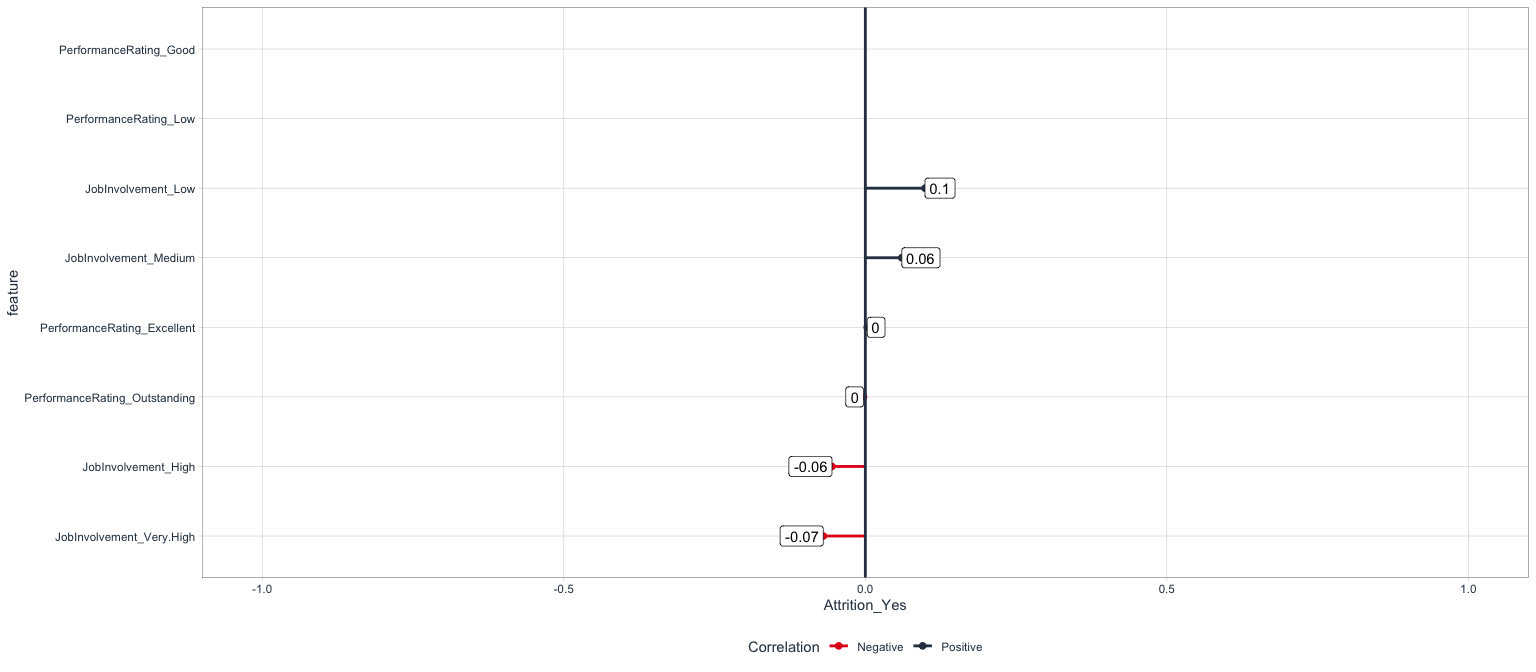 PerformanceRating_Good
PerformanceRating_Low
JobInvolvement_Low
0.1
JobInvolvement_Medium
0.06
PerformanceRating_Excellent
0
PerformanceRating_Outstanding
0
JobInvolvement_High
-0.06
JobInvolvement_Very.High
-0.07
feature
-1.0
-0.5
0.0
0.5
1.0
Attrition_Yes
Correlation Negative Positive